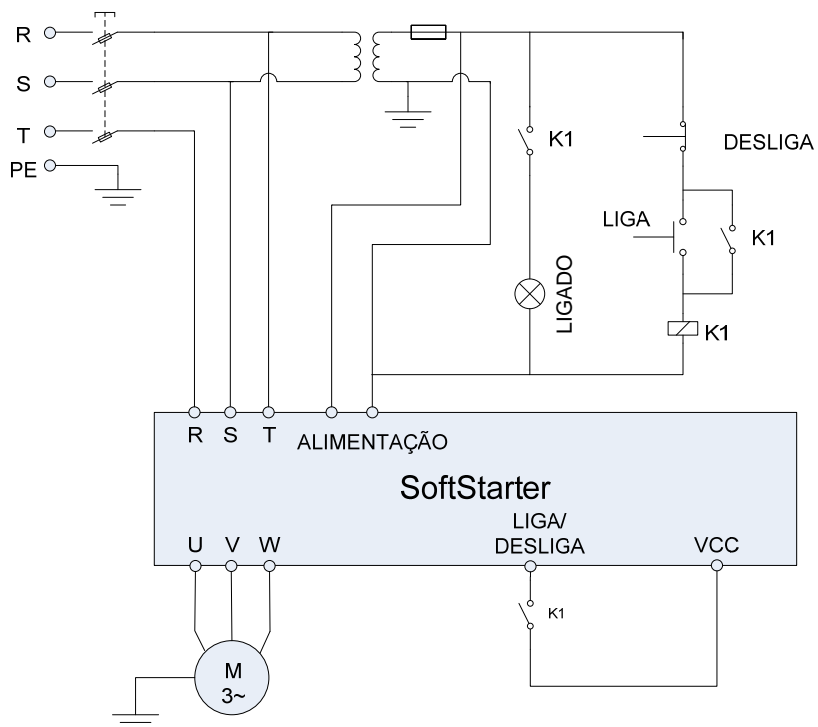 R
S
T
PE
K1
DESLIGA
LIGA
K1
LIGADO
K1
R S T ALIMENTAÇÃO
SoftStarter
U V W
LIGA/
DESLIGA
VCC
K1
M
3~